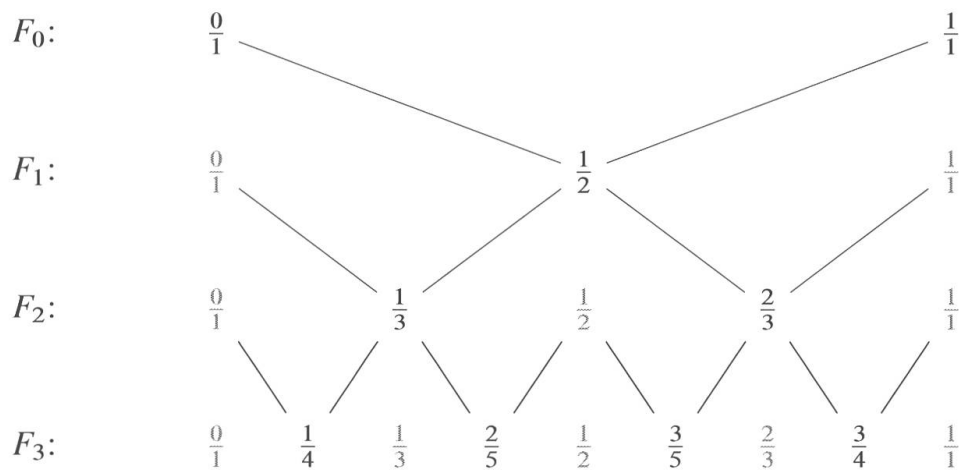 F₀: 0/1 1/1
F₁: 0/1 1/2 1/1
F₂: 0/1 1/3 1/2 2/3 1/1
F₃: 0/1 1/4 1/3 2/5 1/2 3/5 2/3 3/4 1/1